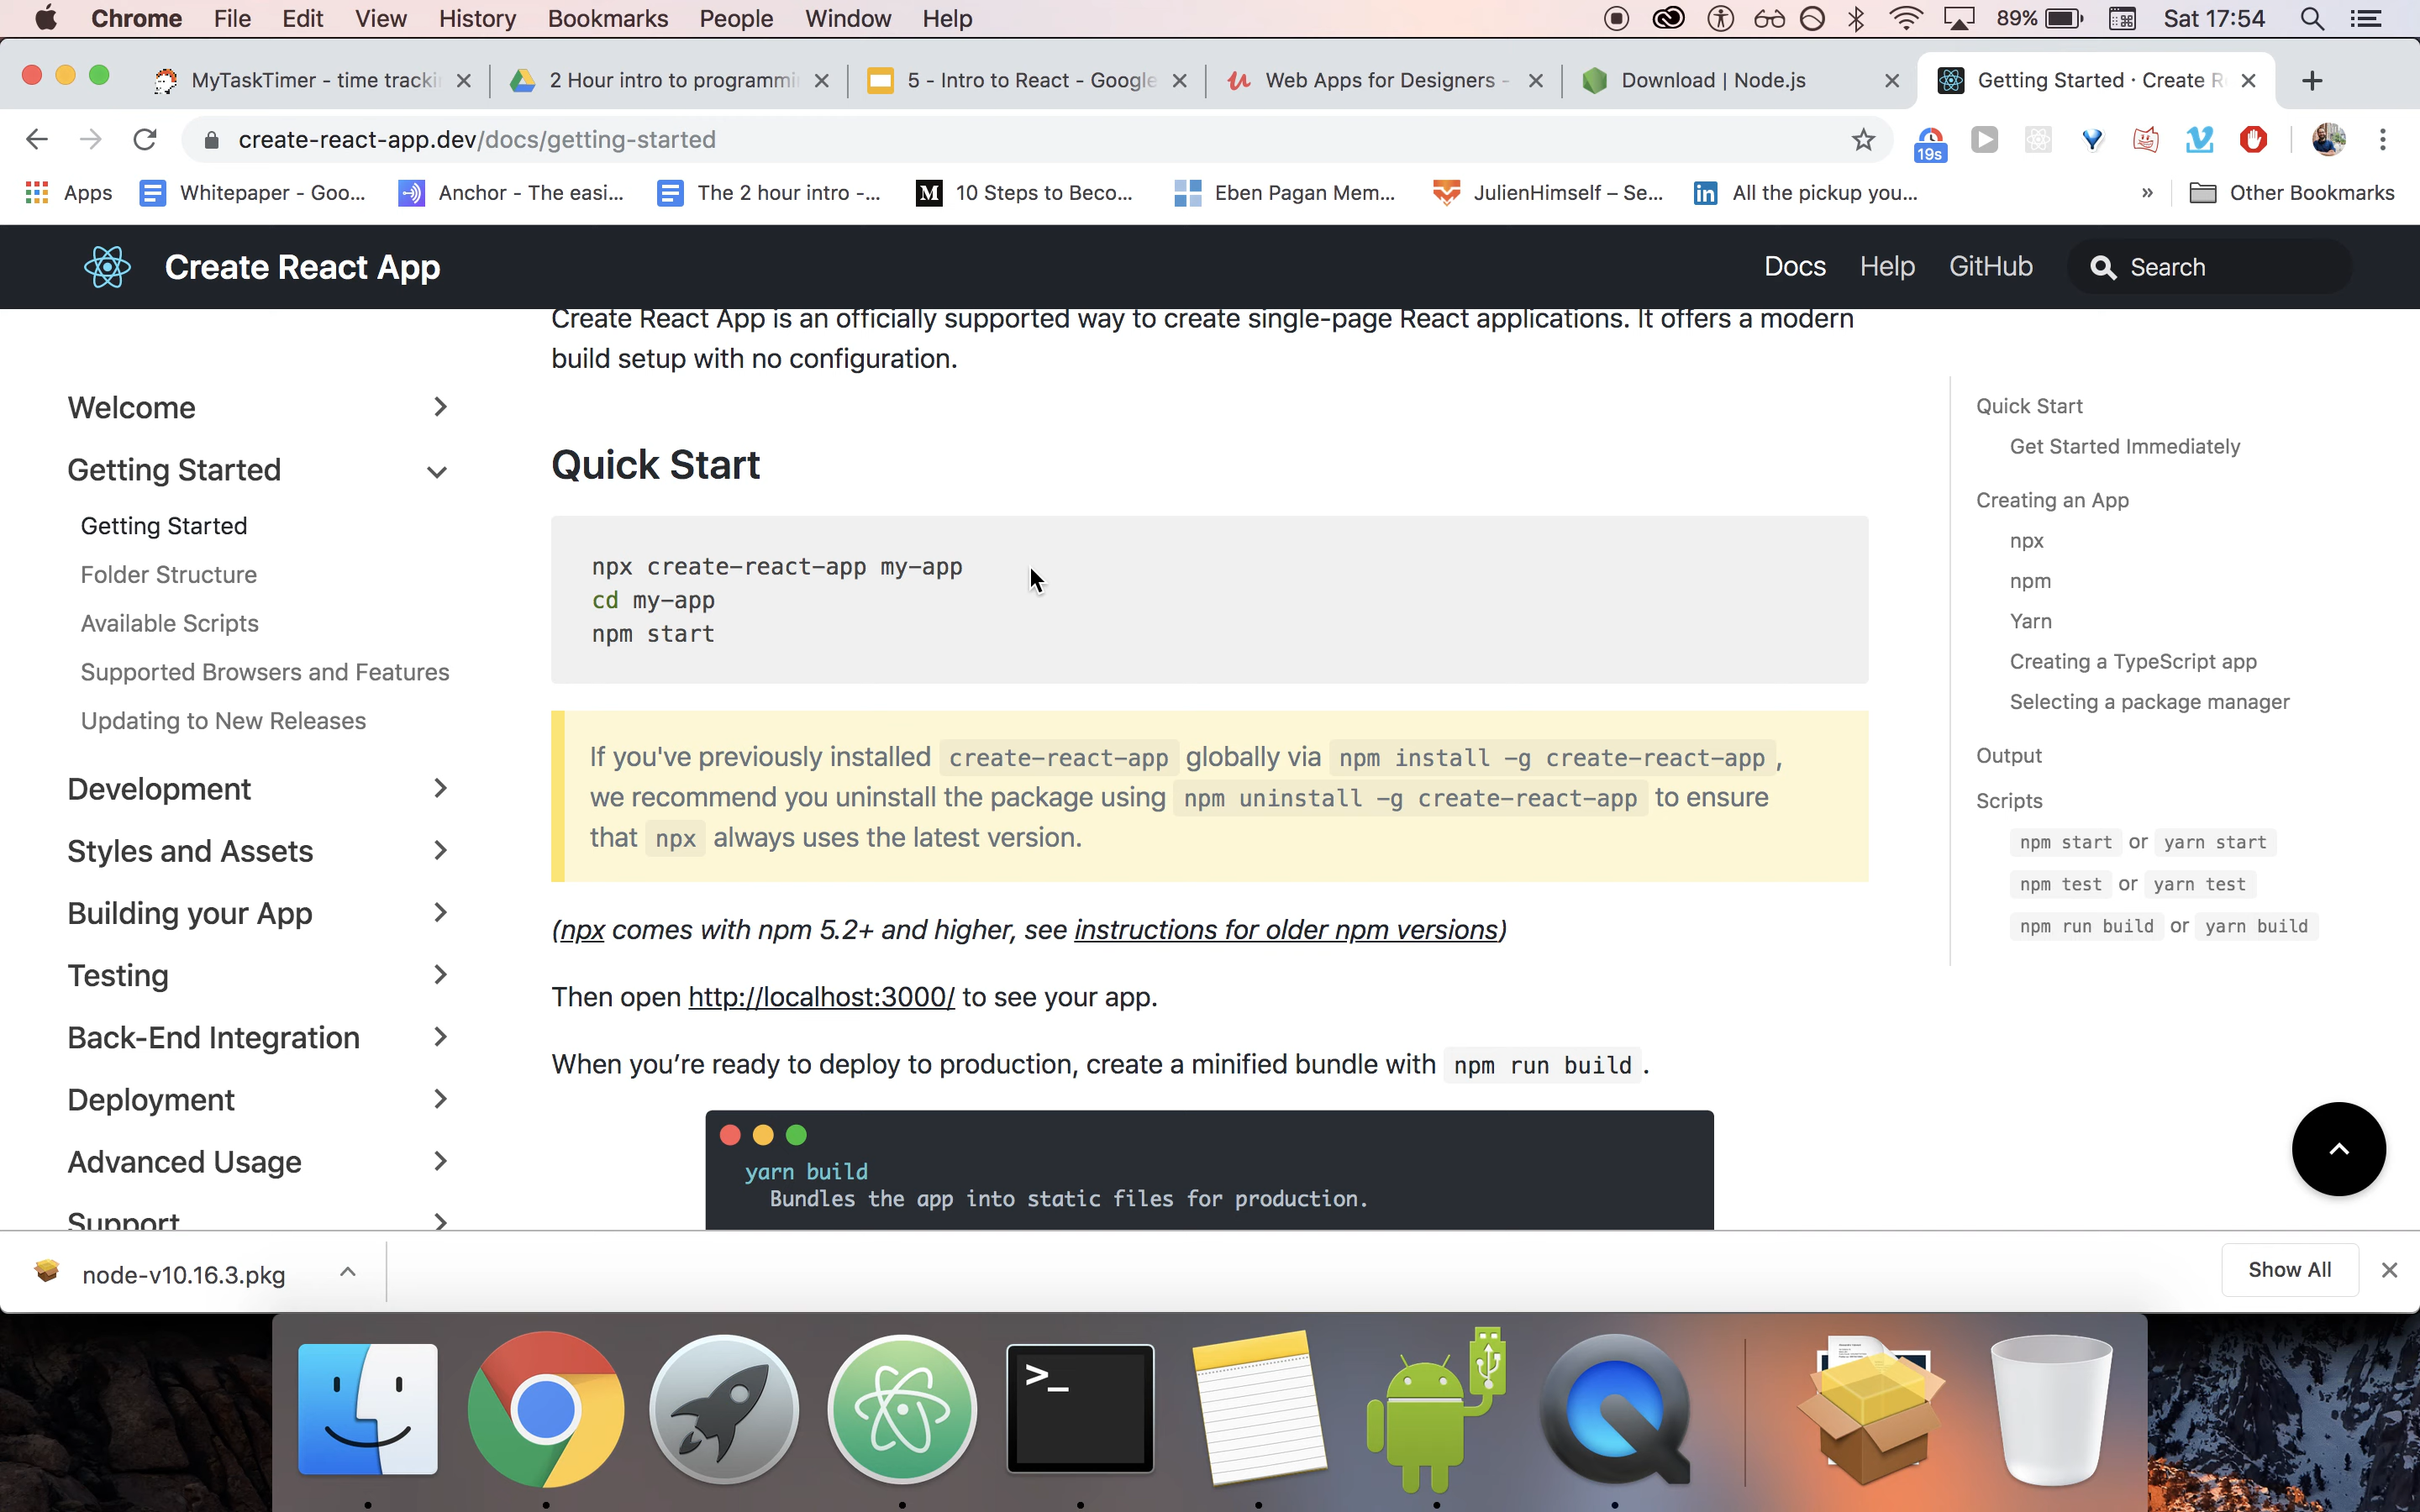 Chrome File Edit View History Bookmarks People Window Help 89% Sat 17:54
MyTaskTimer - time tracki 2 Hour intro to programmi 5 - Intro to React - Google Web Apps for Designers - Download | Node.js Getting Started · Create R
create-react-app.dev/docs/getting-started 19s
Apps Whitepaper - Goo... Anchor - The easi... The 2 hour intro -... M 10 Steps to Beco... Eben Pagan Mem... JulienHimself – Se... in All the pickup you... » Other Bookmarks
Create React App Docs Help GitHub Search
Welcome
Getting Started
Getting Started
Folder Structure
Available Scripts
Supported Browsers and Features
Updating to New Releases
Development
Styles and Assets
Building your App
Testing
Back-End Integration
Deployment
Advanced Usage
Support
Create React App is an officially supported way to create single-page React applications. It offers a modern
build setup with no configuration.
Quick Start
npx create-react-app my-app
cd my-app
npm start
If you've previously installed create-react-app globally via npm install -g create-react-app ,
we recommend you uninstall the package using npm uninstall -g create-react-app to ensure
that npx always uses the latest version.
(npx comes with npm 5.2+ and higher, see instructions for older npm versions)
Then open http://localhost:3000/ to see your app.
When you’re ready to deploy to production, create a minified bundle with npm run build .
yarn build
Bundles the app into static files for production.
Quick Start
Get Started Immediately
Creating an App
npx
npm
Yarn
Creating a TypeScript app
Selecting a package manager
Output
Scripts
npm start or yarn start
npm test or yarn test
npm run build or yarn build
node-v10.16.3.pkg Show All
>_